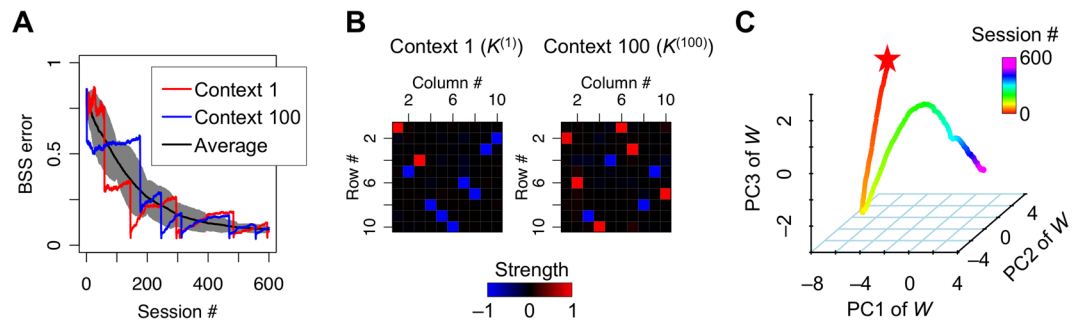 A
1
0.5
0
BSS error
0 200 400 600
Session #
Context 1
Context 100
Average
B
Context 1 (K(1))
Context 100 (K(100))
Column #
2 6 10
2 6 10
Row #
2
6
10
Row #
2
6
10
Strength
−1 0 1
C
Session #
600
0
PC3 of W
2
0
−2
−8 −4 0 4
PC1 of W
4
0
−4
PC2 of W